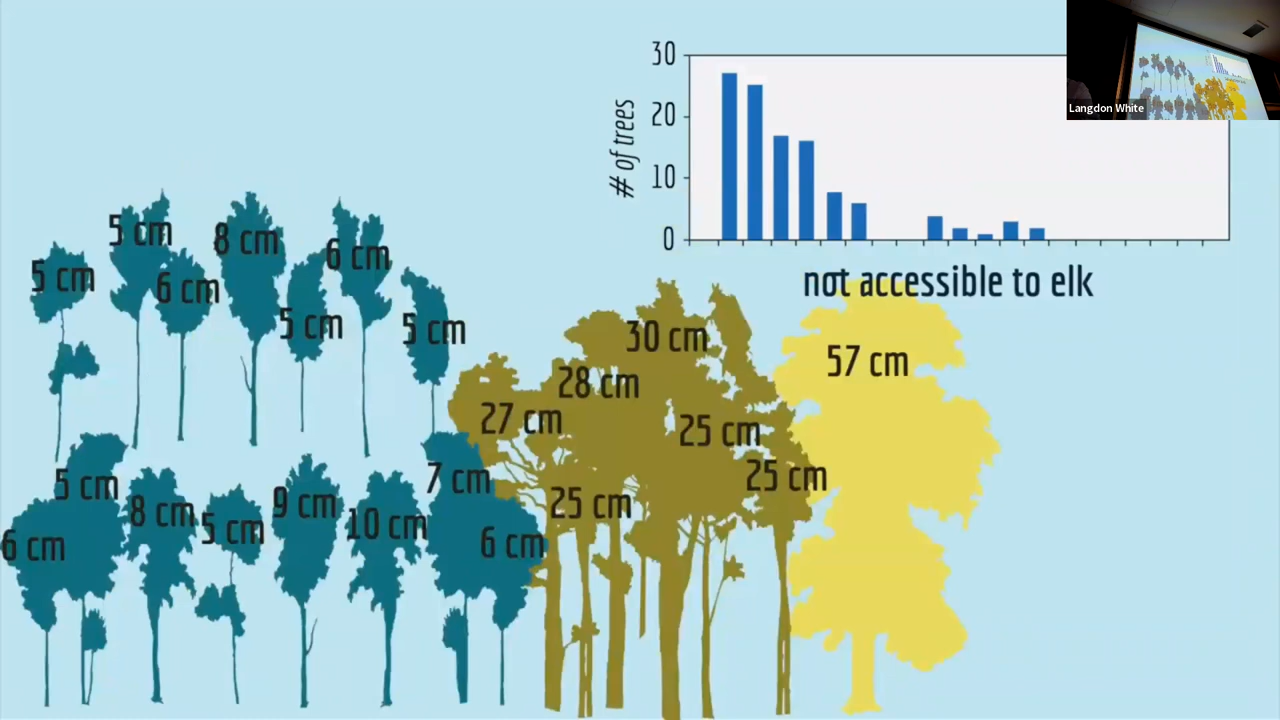 30
20
10
0
# of trees
not accessible to elk
Langdon White
5 cm
5 cm
8 cm
6 cm
6 cm
5 cm
5 cm
5 cm
8 cm
5 cm
9 cm
10 cm
7 cm
6 cm
6 cm
30 cm
28 cm
27 cm
25 cm
25 cm
25 cm
57 cm